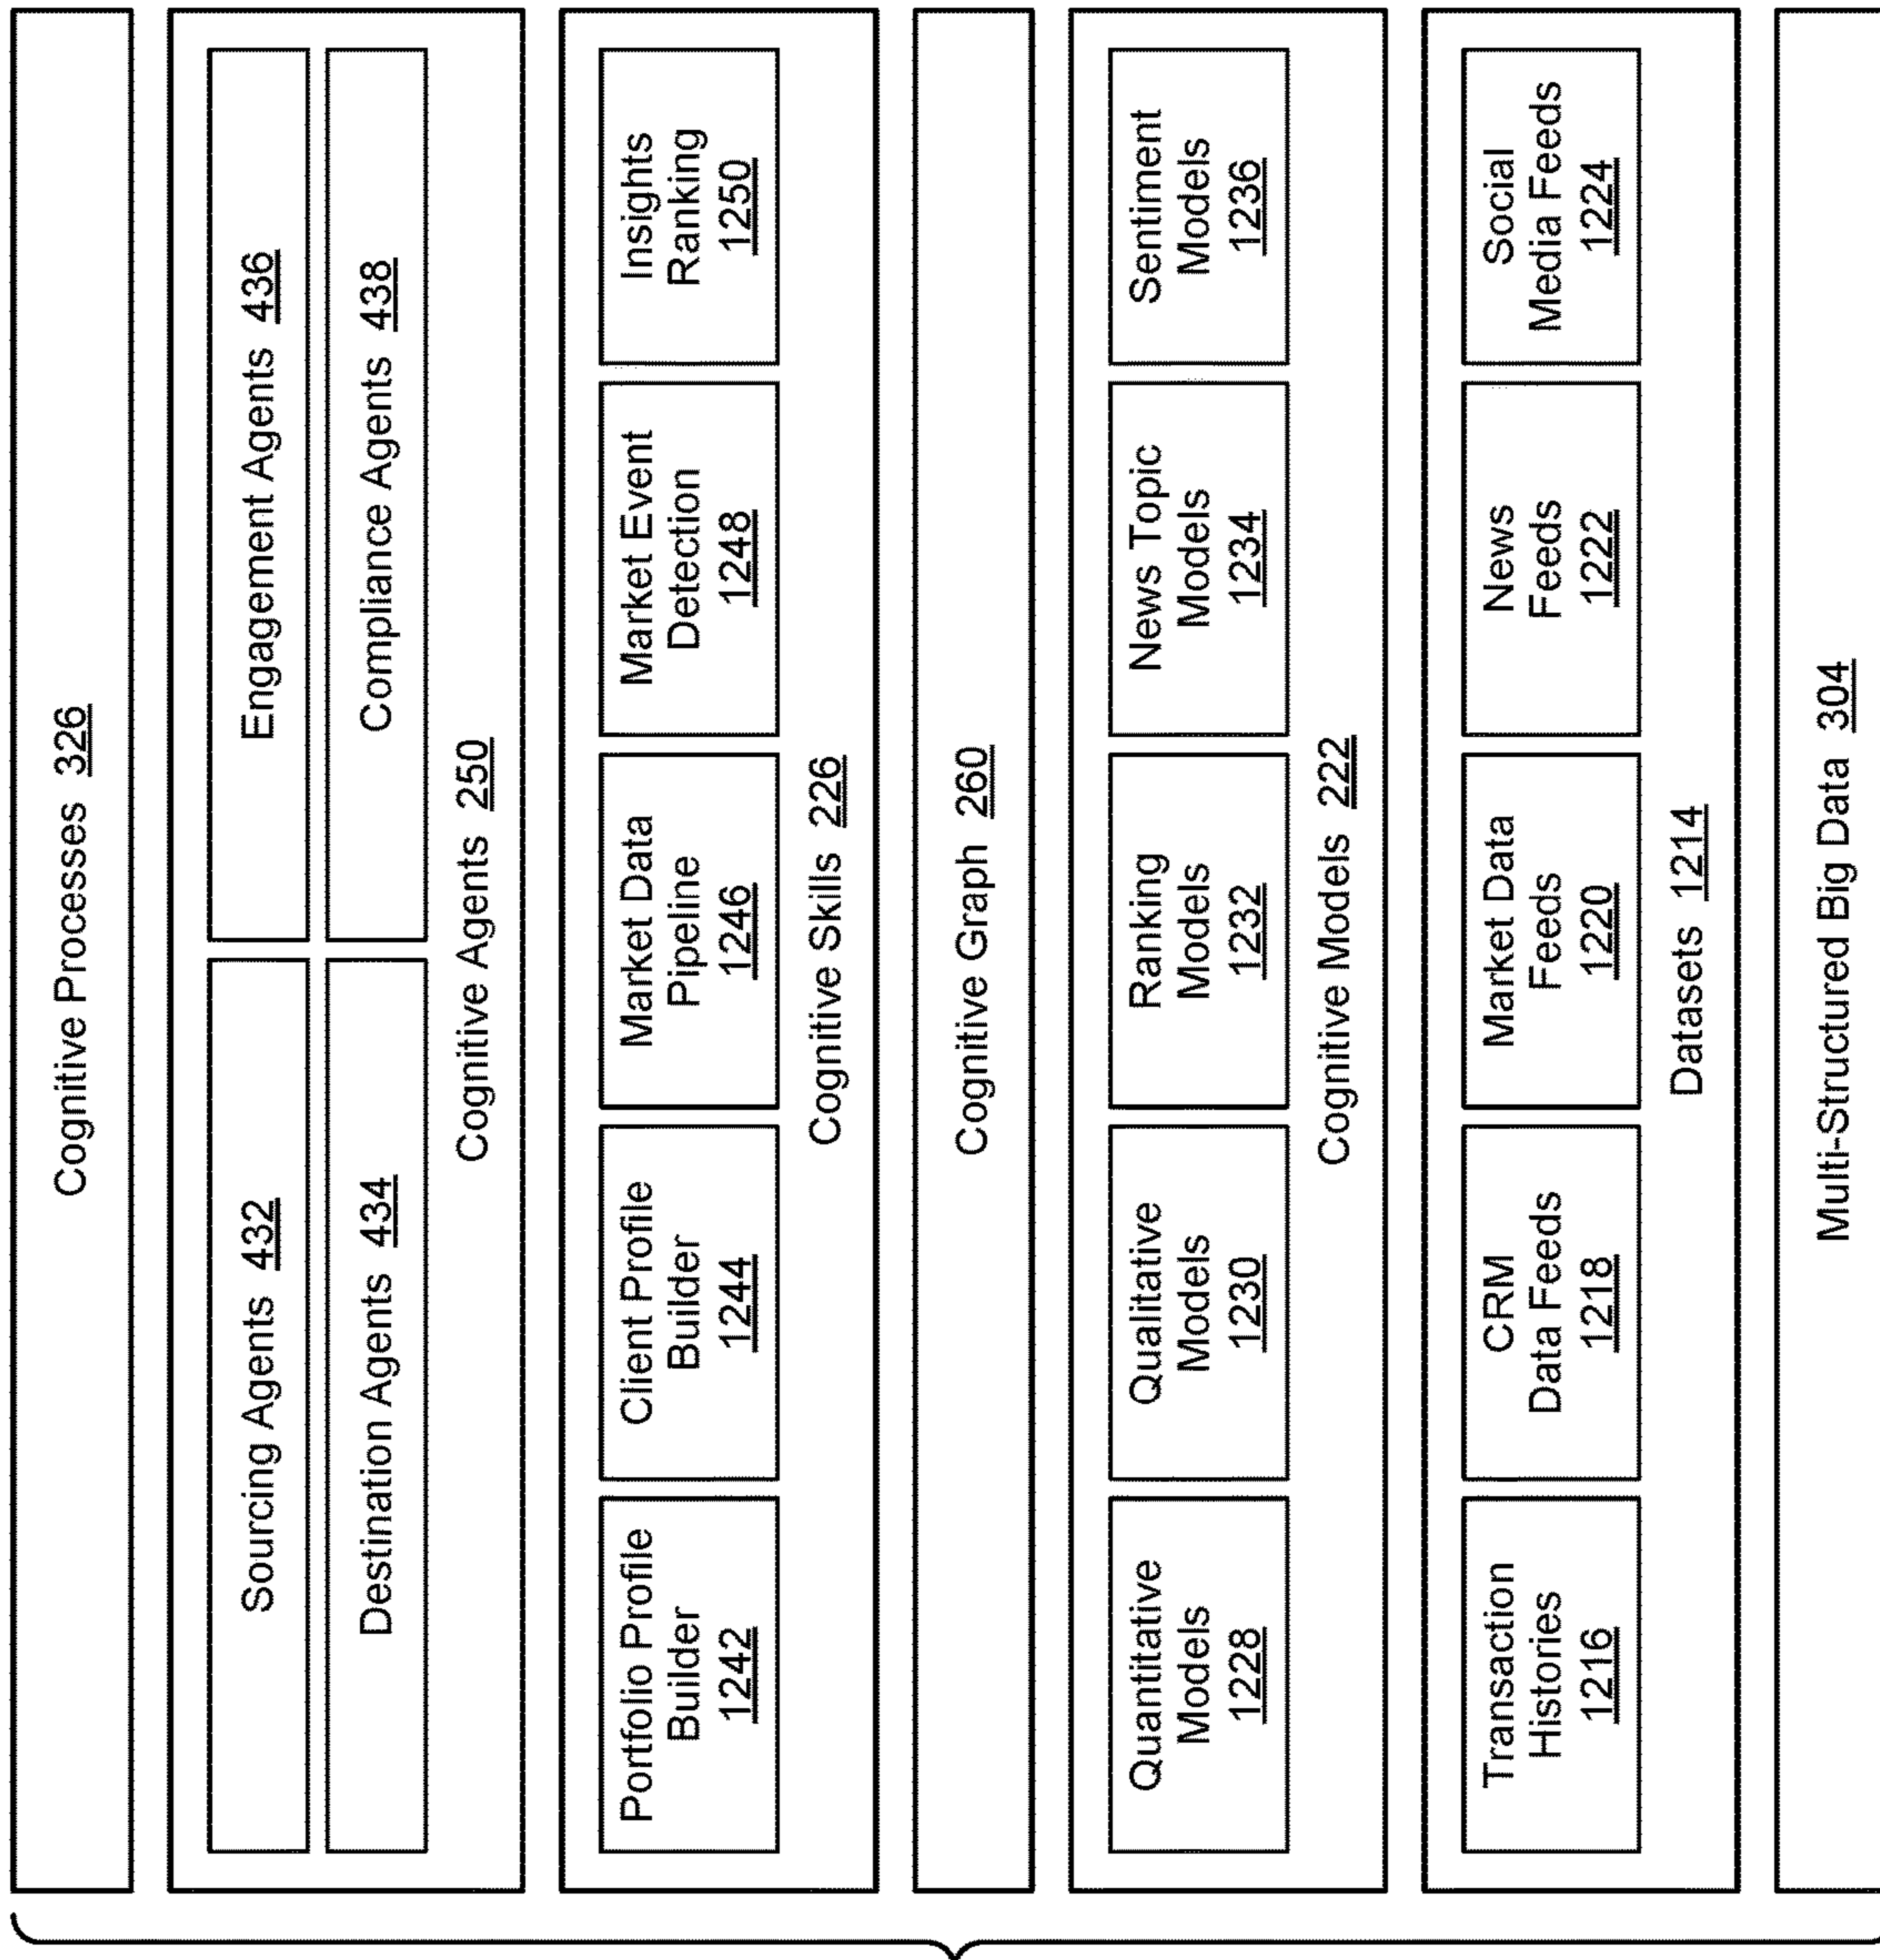 Cognitive Processes 326
Sourcing Agents 432
Engagement Agents 436
Destination Agents 434
Compliance Agents 438
Cognitive Agents 250
Portfolio Profile
Builder
1242
Client Profile
Builder
1244
Market Data
Pipeline
1246
Market Event
Detection
1248
Insights
Ranking
1250
Cognitive Skills 226
Cognitive Graph 260
Quantitative
Models
1228
Qualitative
Models
1230
Ranking
Models
1232
News Topic
Models
1234
Sentiment
Models
1236
Cognitive Models 222
Transaction
Histories
1216
CRM
Data Feeds
1218
Market Data
Feeds
1220
News
Feeds
1222
Social
Media Feeds
1224
Datasets 1214
Multi-Structured Big Data 304